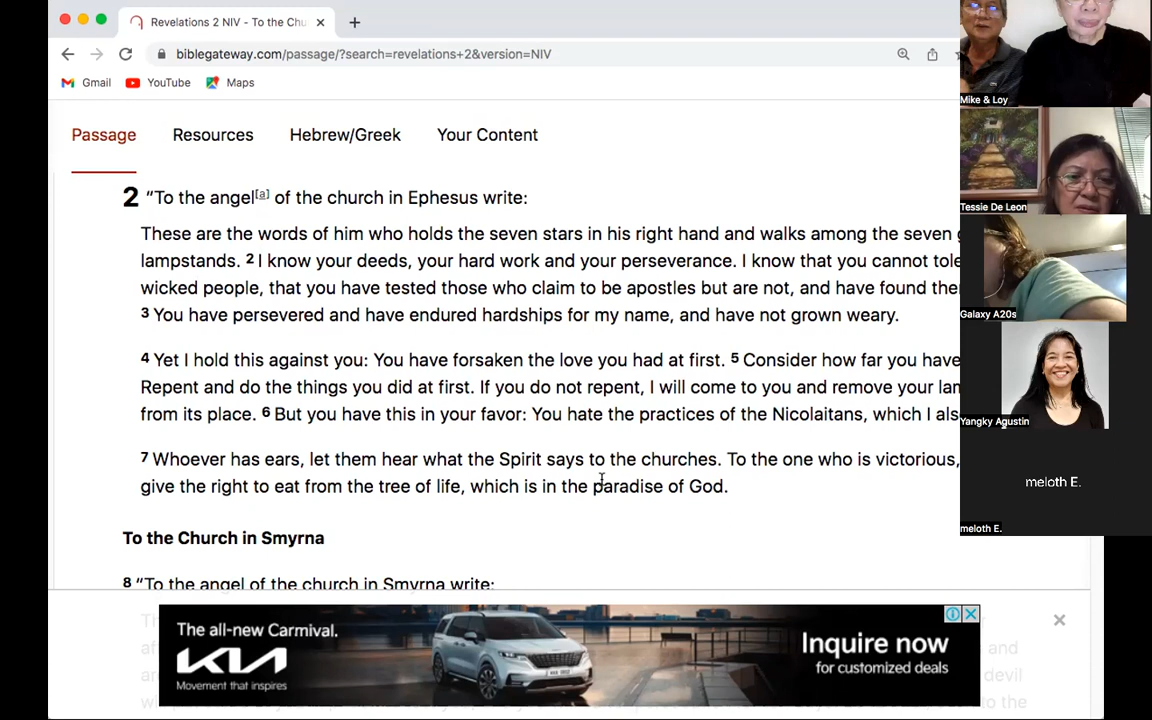 Revelations 2 NIV - To the Chu
biblegateway.com/passage/?search=revelations+2&version=NIV
Gmail YouTube Maps
Passage Resources Hebrew/Greek Your Content
2 "To the angel[a] of the church in Ephesus write:
These are the words of him who holds the seven stars in his right hand and walks among the seven
lampstands. 2 I know your deeds, your hard work and your perseverance. I know that you cannot tole
wicked people, that you have tested those who claim to be apostles but are not, and have found the
3 You have persevered and have endured hardships for my name, and have not grown weary.
4 Yet I hold this against you: You have forsaken the love you had at first. 5 Consider how far you have
Repent and do the things you did at first. If you do not repent, I will come to you and remove your lan
from its place. 6 But you have this in your favor: You hate the practices of the Nicolaitans, which I als
7 Whoever has ears, let them hear what the Spirit says to the churches. To the one who is victorious,
give the right to eat from the tree of life, which is in the paradise of God.
To the Church in Smyrna
8 "To the angel of the church in Smyrna write:
and
devil
to the
The all-new Carmival.
KIA
Movement that inspires
Inquire now
for customized deals
Mike & Loy
Tessie De Leon
Galaxy A20s
Yangky Agustin
meloth E.
meloth E.